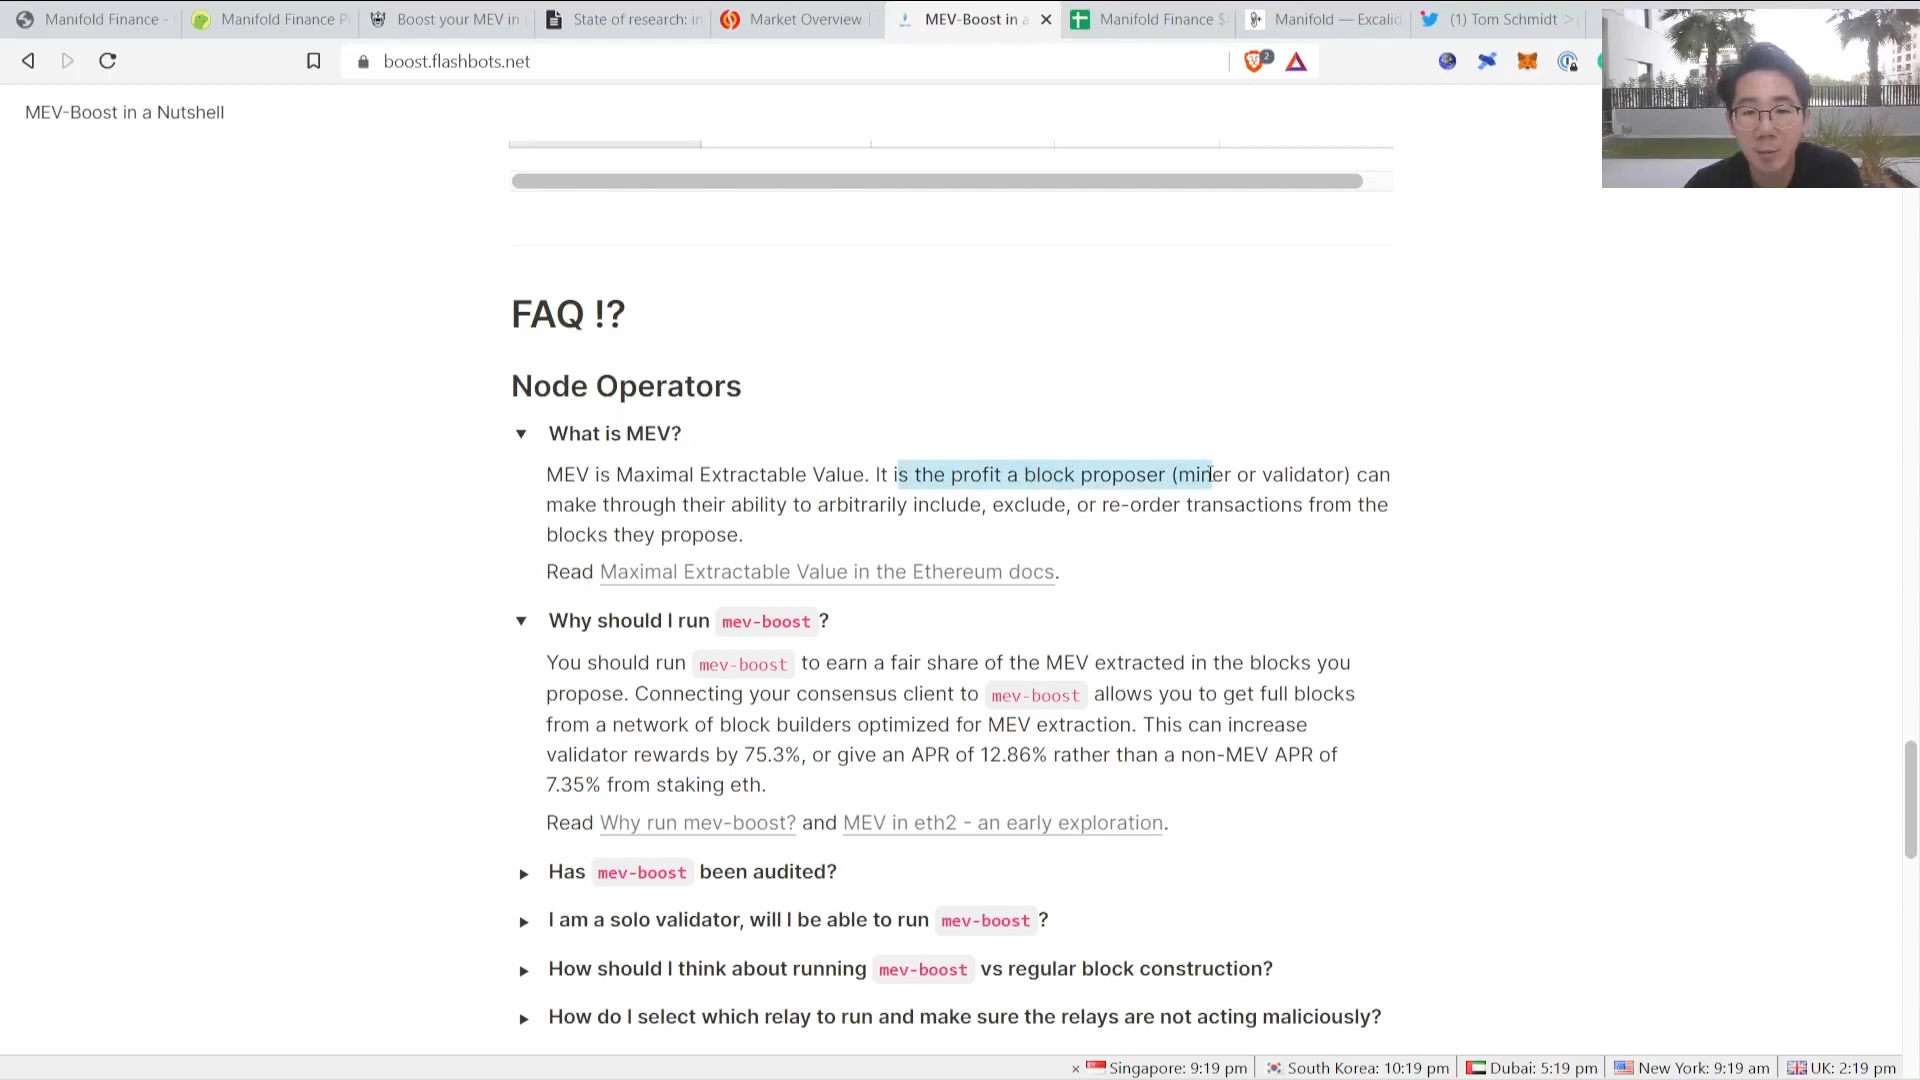 Manifold Finance -
Manifold Finance P
Boost your MEV in
State of research: in
Market Overview
MEV-Boost in a
Manifold Finance $
Manifold — Excalid
(1) Tom Schmidt >
boost.flashbots.net
2
MEV-Boost in a Nutshell
FAQ !?
Node Operators
What is MEV?
MEV is Maximal Extractable Value. It is the profit a block proposer (miner or validator) can
make through their ability to arbitrarily include, exclude, or re-order transactions from the
blocks they propose.
Read Maximal Extractable Value in the Ethereum docs.
Why should I run mev-boost ?
You should run mev-boost to earn a fair share of the MEV extracted in the blocks you
propose. Connecting your consensus client to mev-boost allows you to get full blocks
from a network of block builders optimized for MEV extraction. This can increase
validator rewards by 75.3%, or give an APR of 12.86% rather than a non-MEV APR of
7.35% from staking eth.
Read Why run mev-boost? and MEV in eth2 - an early exploration.
Has mev-boost been audited?
I am a solo validator, will I be able to run mev-boost ?
How should I think about running mev-boost vs regular block construction?
How do I select which relay to run and make sure the relays are not acting maliciously?
× Singapore: 9:19 pm South Korea: 10:19 pm Dubai: 5:19 pm New York: 9:19 am UK: 2:19 pm